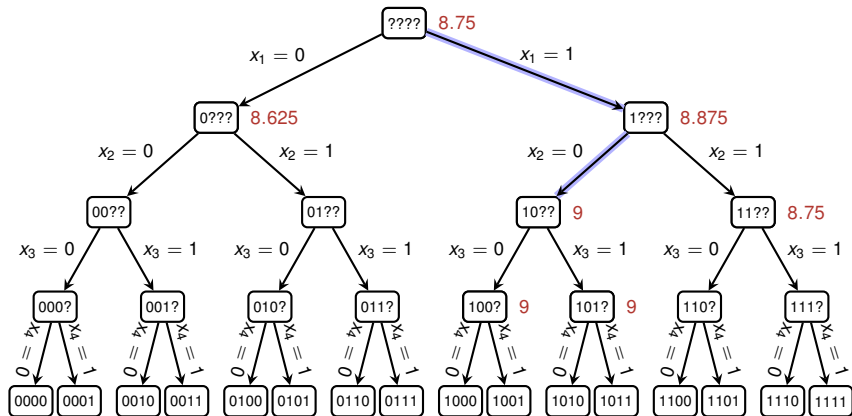 ???? 8.75
x₁ = 0 x₁ = 1
0??? 8.625 1??? 8.875
x₂ = 0 x₂ = 1 x₂ = 0 x₂ = 1
00?? 01?? 10?? 9 11?? 8.75
x₃ = 0 x₃ = 1 x₃ = 0 x₃ = 1 x₃ = 0 x₃ = 1 x₃ = 0 x₃ = 1
000? 001? 010? 011? 100? 9 101? 9 110? 111?
x₄ = 0 x₄ = 1 x₄ = 0 x₄ = 1 x₄ = 0 x₄ = 1 x₄ = 0 x₄ = 1 x₄ = 0 x₄ = 1 x₄ = 0 x₄ = 1 x₄ = 0 x₄ = 1 x₄ = 0 x₄ = 1
0000 0001 0010 0011 0100 0101 0110 0111 1000 1001 1010 1011 1100 1101 1110 1111